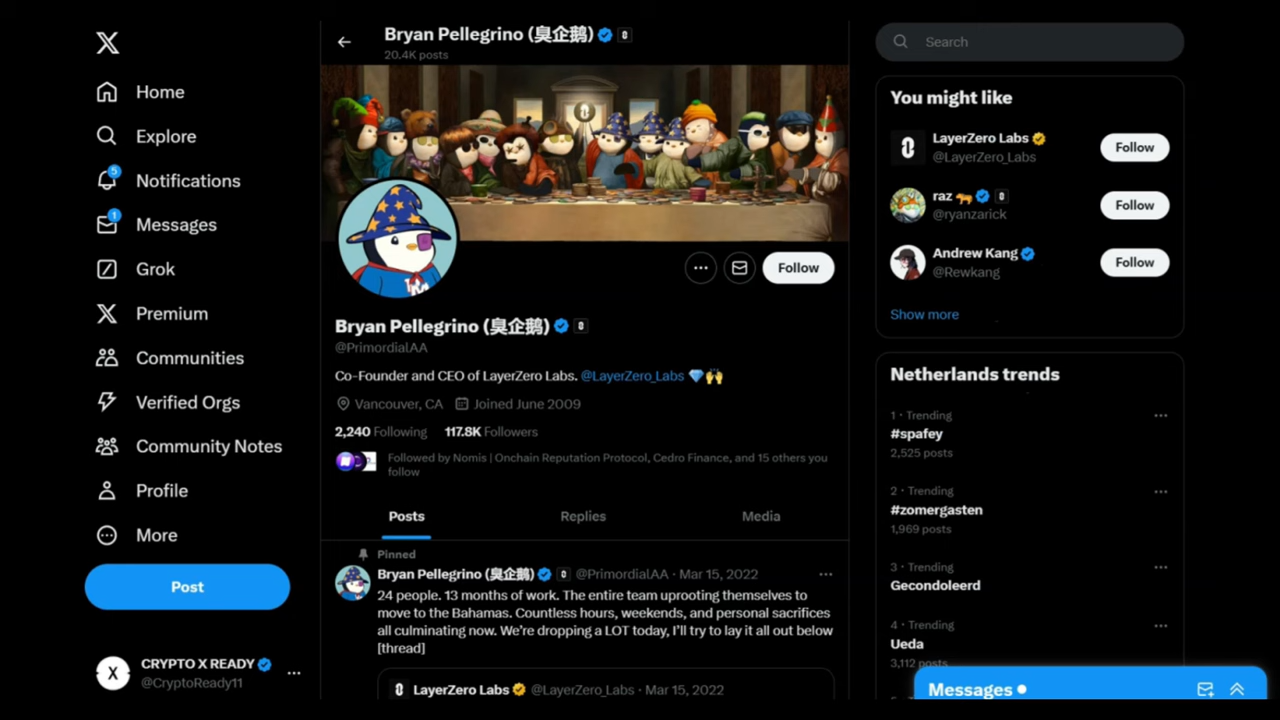 Home
Explore
5
Notifications
1
Messages
Grok
Premium
Communities
Verified Orgs
Community Notes
Profile
More
Post
X
CRYPTO X READY
@CryptoReady11
Bryan Pellegrino (臭企鹅)
20.4K posts
Follow
Bryan Pellegrino (臭企鹅)
@PrimordialAA
Co-Founder and CEO of LayerZero Labs. @LayerZero_Labs 💎🙌
Vancouver, CA Joined June 2009
2,240 Following 117.8K Followers
Followed by Nomis | Onchain Reputation Protocol, Cedro Finance, and 15 others you
follow
Posts Replies Media
Pinned
Bryan Pellegrino (臭企鹅) @PrimordialAA · Mar 15, 2022
24 people. 13 months of work. The entire team uprooting themselves to
move to the Bahamas. Countless hours, weekends, and personal sacrifices
all culminating now. We're dropping a LOT today, I'll try to lay it all out below
[thread]
LayerZero Labs @LayerZero_Labs · Mar 15, 2022
Search
You might like
LayerZero Labs
@LayerZero_Labs
Follow
raz 🐅
@ryanzarick
Follow
Andrew Kang
@Rewkang
Follow
Show more
Netherlands trends
1 · Trending
#spafey
2,525 posts
2 · Trending
#zomergasten
1,969 posts
3 · Trending
Gecondoleerd
4 · Trending
Ueda
3,112 posts
Messages